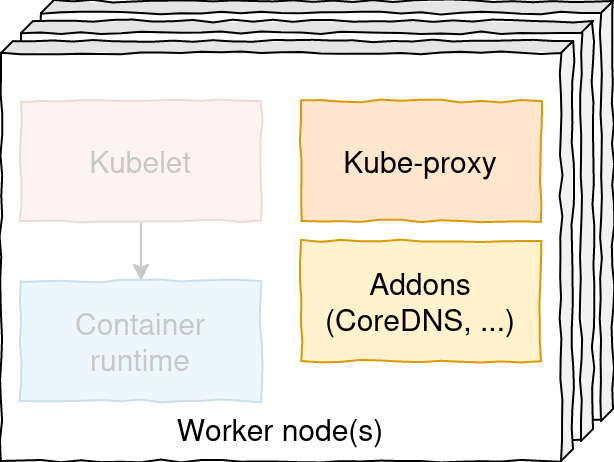 Kubelet
Kube-proxy
Container
runtime
Addons
(CoreDNS, ...)
Worker node(s)